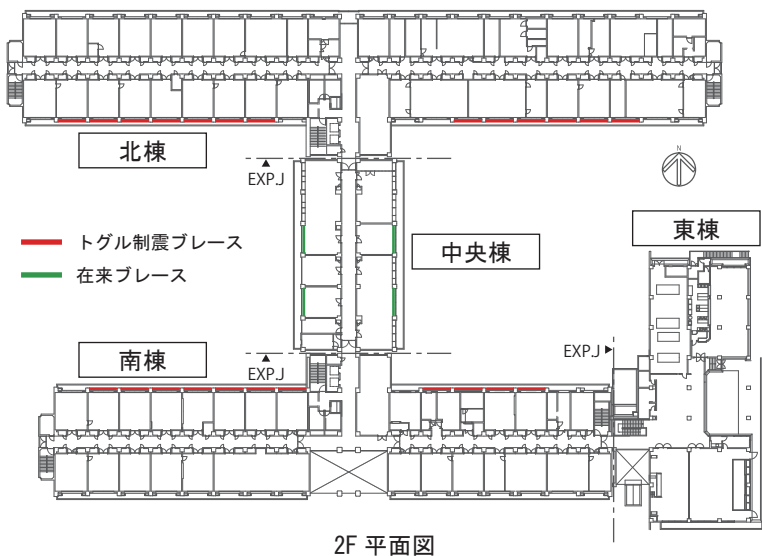 北棟
EXP.J
N
トグル制震ブレース
在来ブレース
中央棟
東棟
南棟
EXP.J
EXP.J
2F 平面図